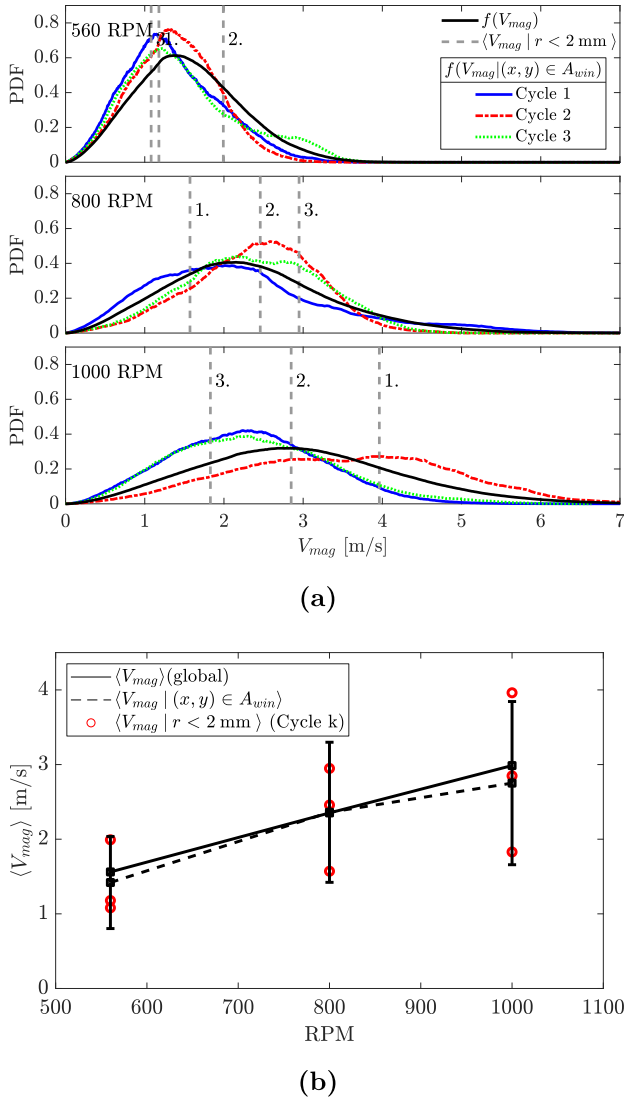 0.8
0.6
0.4
0.2
0
PDF
560 RPM
1.
2.
f(V_mag)
⟨V_mag | r < 2 mm ⟩
f(V_mag|(x, y) ∈ A_win)
Cycle 1
Cycle 2
Cycle 3
0.8
0.6
0.4
0.2
0
PDF
800 RPM
1.
2.
3.
0.8
0.6
0.4
0.2
0
PDF
1000 RPM
3.
2.
1.
0 1 2 3 4 5 6 7
V_mag [m/s]
(a)
4
3
2
1
0
⟨V_mag⟩ [m/s]
⟨V_mag⟩(global)
⟨V_mag | (x, y) ∈ A_win⟩
⟨V_mag | r < 2 mm ⟩ (Cycle k)
500 600 700 800 900 1000 1100
RPM
(b)